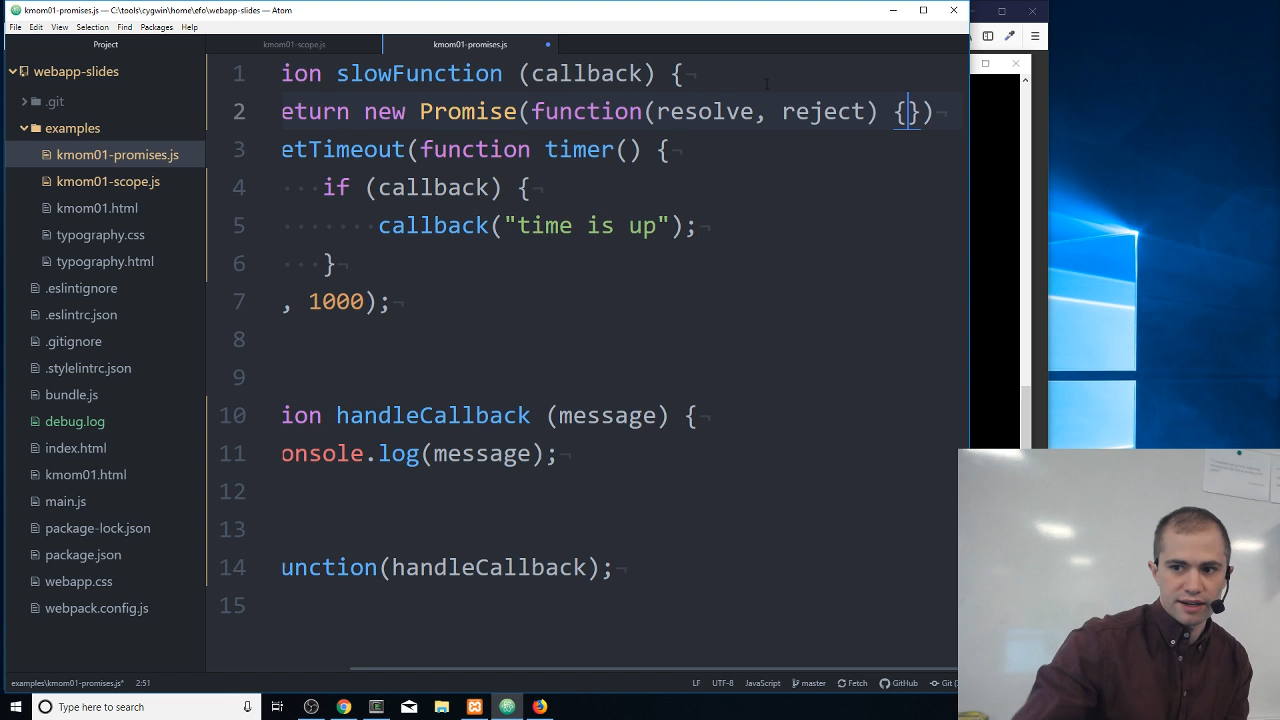 kmom01-promises.js — C:\tools\cygwin\home\efo\webapp-slides — Atom
File Edit View Selection Find Packages Help
Project
kmom01-scope.js
kmom01-promises.js
webapp-slides
.git
examples
kmom01-promises.js
kmom01-scope.js
kmom01.html
typography.css
typography.html
.eslintignore
.eslintrc.json
.gitignore
.stylelintrc.json
bundle.js
debug.log
index.html
kmom01.html
main.js
package-lock.json
package.json
webapp.css
webpack.config.js
1 ion slowFunction (callback) {¬
2 eturn new Promise(function(resolve, reject) {})¬
3 etTimeout(function timer() {¬
4 ····if (callback) {¬
5 ········callback("time is up");¬
6 ····}¬
7 , 1000);¬
8
9
10 ion handleCallback (message) {¬
11 onsole.log(message);¬
12
13
14 unction(handleCallback);¬
15
examples\kmom01-promises.js* 2:51 LF UTF-8 JavaScript master Fetch GitHub Git (
Type here to search